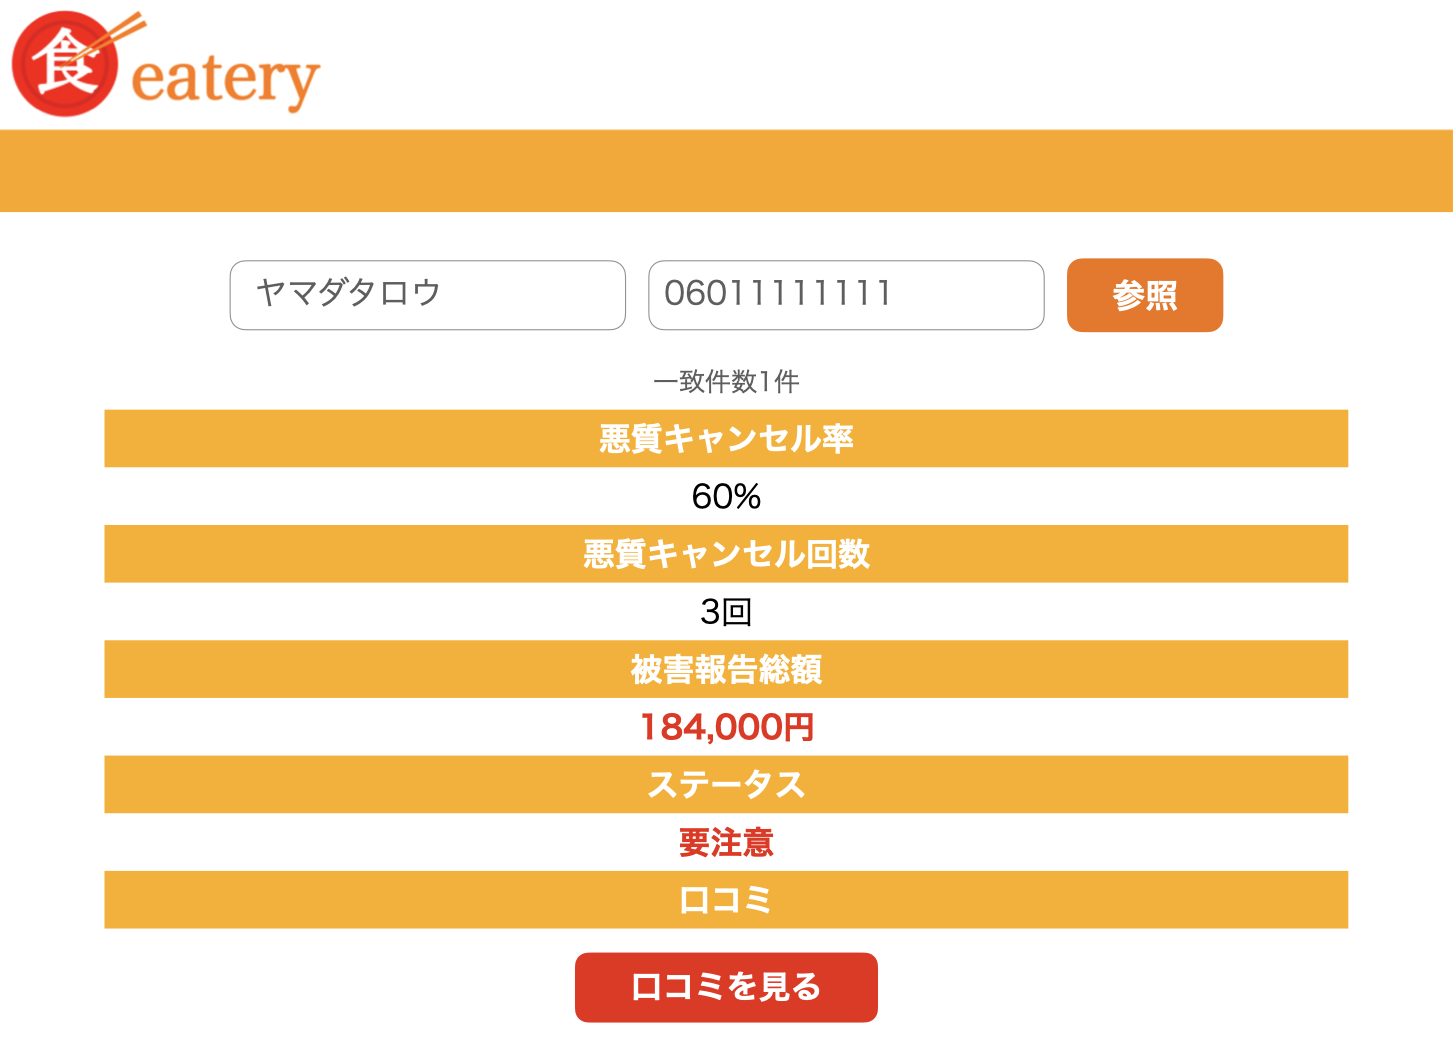 食 eatery
ヤマダタロウ 06011111111 参照
一致件数1件
悪質キャンセル率
60%
悪質キャンセル回数
3回
被害報告総額
184,000円
ステータス
要注意
口コミ
口コミを見る